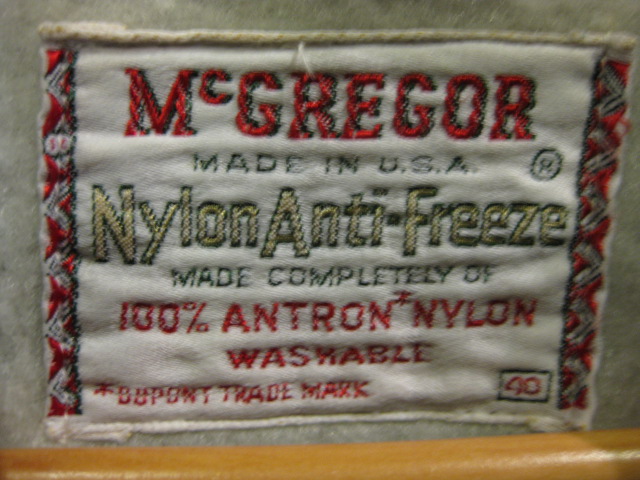 McGREGOR
MADE IN U.S.A. ®
Nylon Anti-Freeze
MADE COMPLETELY OF
100% ANTRON* NYLON
WASHABLE
*DUPONT TRADE MARK 40